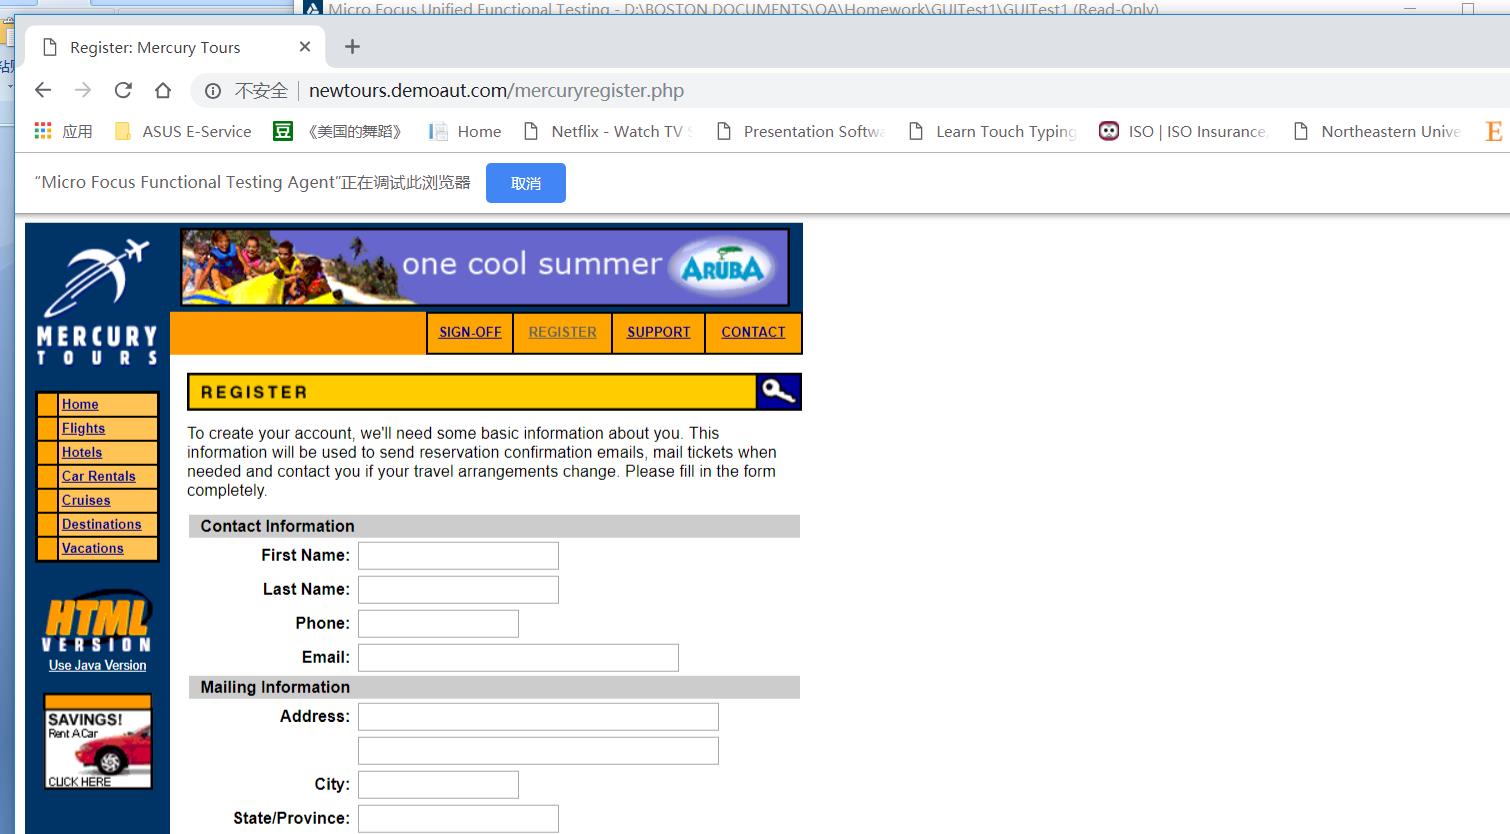 Micro Focus Unified Functional Testing - D:\BOSTON DOCUMENTS\QA\Homework\GUITest1\GUITest1 (Read-Only)
Register: Mercury Tours
不安全 newtours.demoaut.com/mercuryregister.php
应用 ASUS E-Service 豆 《美国的舞蹈》 Home Netflix - Watch TV Presentation Softwa Learn Touch Typing ISO | ISO Insurance, Northeastern Unive E
“Micro Focus Functional Testing Agent”正在调试此浏览器 取消
one cool summer ARUBA
MERCURY
TOURS
SIGN-OFF REGISTER SUPPORT CONTACT
REGISTER
Home
Flights
Hotels
Car Rentals
Cruises
Destinations
Vacations
To create your account, we'll need some basic information about you. This
information will be used to send reservation confirmation emails, mail tickets when
needed and contact you if your travel arrangements change. Please fill in the form
completely.
Contact Information
First Name:
Last Name:
Phone:
Email:
HTML
VERSION
Use Java Version
Mailing Information
Address:
City:
State/Province:
SAVINGS!
Rent A Car
CLICK HERE